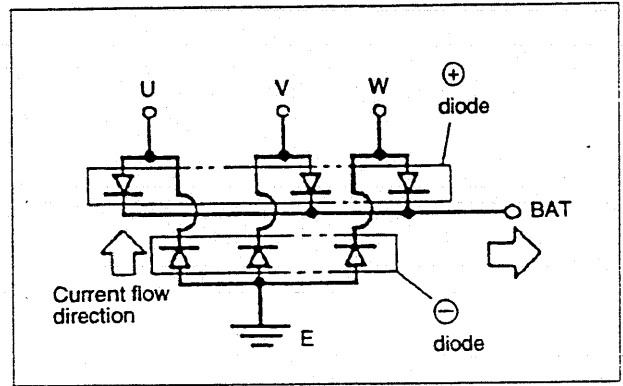 U V W ⊕
diode
BAT
Current flow
direction
E
⊖
diode